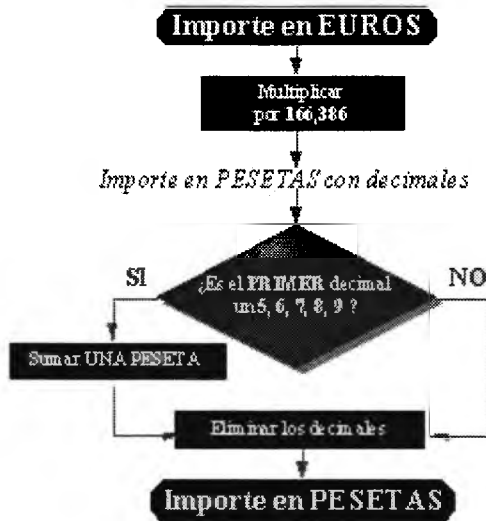 Importe en EUROS
Multiplicar
por 166,386
Importe en PESETAS con decimales
SI
¿Es el PRIMER decimal
un 5, 6, 7, 8, 9 ?
NO
Sumar UNA PESETA
Eliminar los decimales
Importe en PESETAS